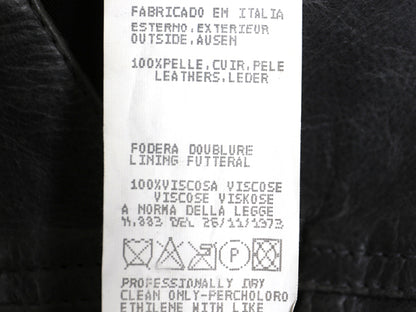 FABRICADO EM ITALIA
ESTERNO.EXTERIEUR
OUTSIDE.AUSEN
100%PELLE.CUIR.PELE
LEATHERS.LEDER
FODERA DOUBLURE
LINING FUTTERAL
100%VISCOSA VISCOSE
VISCOSE VISKOSE
A NORMA DELLA LEGGE
N.883 DEL 26/11/1973
P
PROFESSIONALLY DRY
CLEAN ONLY-PERCHOLORO
ETHILENE WITH LIKE